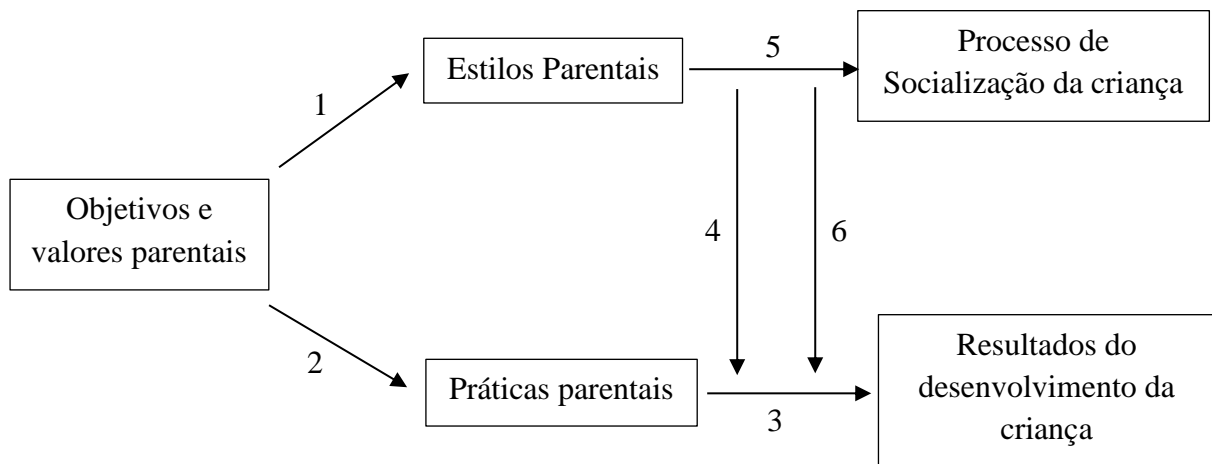 Estilos Parentais
5
Processo de
Socialização da criança
1
Objetivos e
valores parentais
4
6
2
Práticas parentais
3
Resultados do
desenvolvimento da
criança